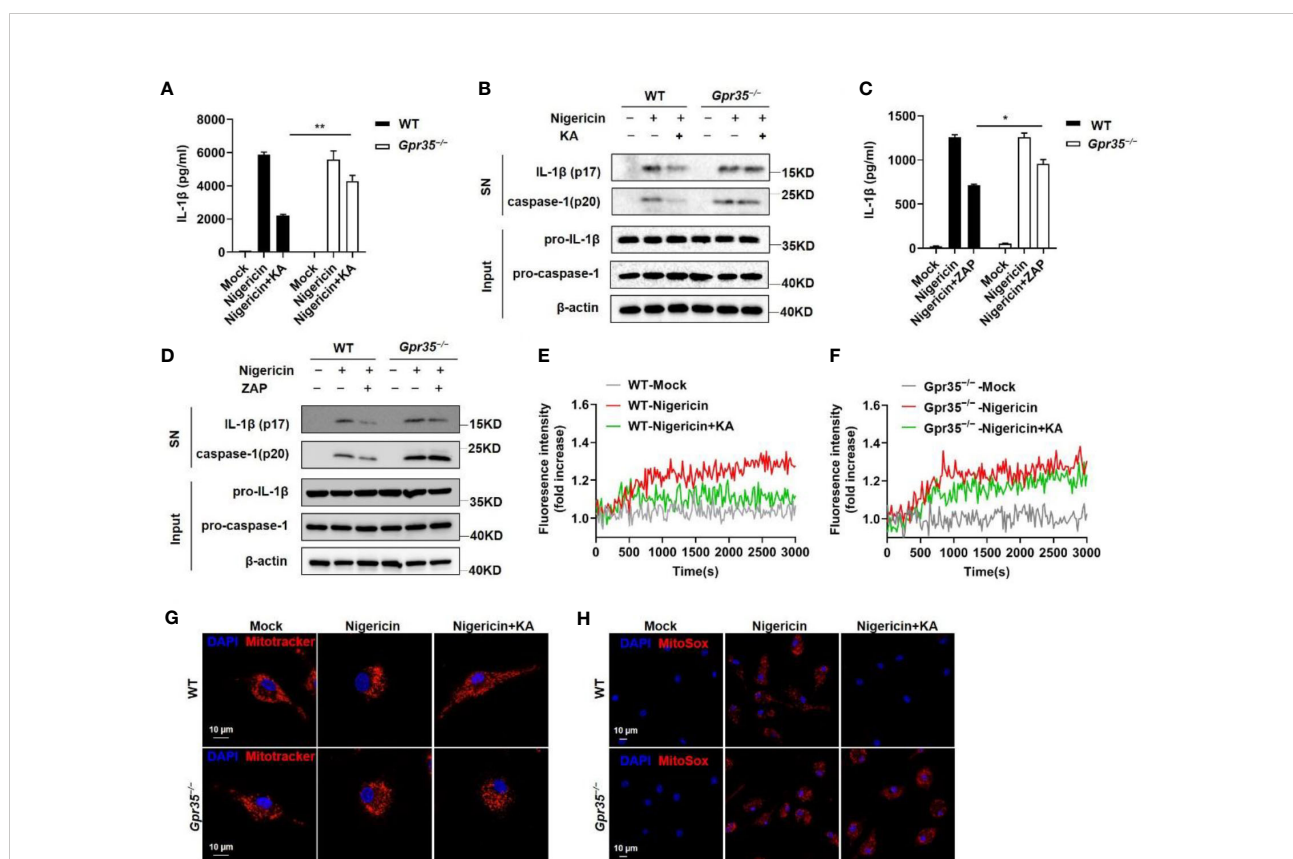 A
6000
4000
2000
0
IL-1β (pg/ml)
**
WT
Gpr35⁻/⁻
Mock
Nigericin
Nigericin+KA
Mock
Nigericin
Nigericin+KA
B
WT
Gpr35⁻/⁻
Nigericin – + + – + +
KA – – + – – +
SN
IL-1β (p17)
15KD
caspase-1(p20)
25KD
Input
pro-IL-1β
35KD
pro-caspase-1
40KD
β-actin
40KD
C
1500
1000
500
0
IL-1β (pg/ml)
*
WT
Gpr35⁻/⁻
Mock
Nigericin
Nigericin+ZAP
Mock
Nigericin
Nigericin+ZAP
D
WT
Gpr35⁻/⁻
Nigericin – + + – + +
ZAP – – + – – +
SN
IL-1β (p17)
15KD
caspase-1(p20)
25KD
Input
pro-IL-1β
35KD
pro-caspase-1
40KD
β-actin
40KD
E
WT-Mock
WT-Nigericin
WT-Nigericin+KA
Fluoresence intensity
(fold increase)
1.6
1.4
1.2
1.0
0 500 1000 1500 2000 2500 3000
Time(s)
F
Gpr35⁻/⁻ -Mock
Gpr35⁻/⁻ -Nigericin
Gpr35⁻/⁻ -Nigericin+KA
Fluoresence intensity
(fold increase)
1.6
1.4
1.2
1.0
0 500 1000 1500 2000 2500 3000
Time(s)
G
Mock Nigericin Nigericin+KA
WT
DAPI Mitotracker
10 µm
Gpr35⁻/⁻
DAPI Mitotracker
10 µm
H
Mock Nigericin Nigericin+KA
WT
DAPI MitoSox
10 µm
Gpr35⁻/⁻
DAPI MitoSox
10 µm